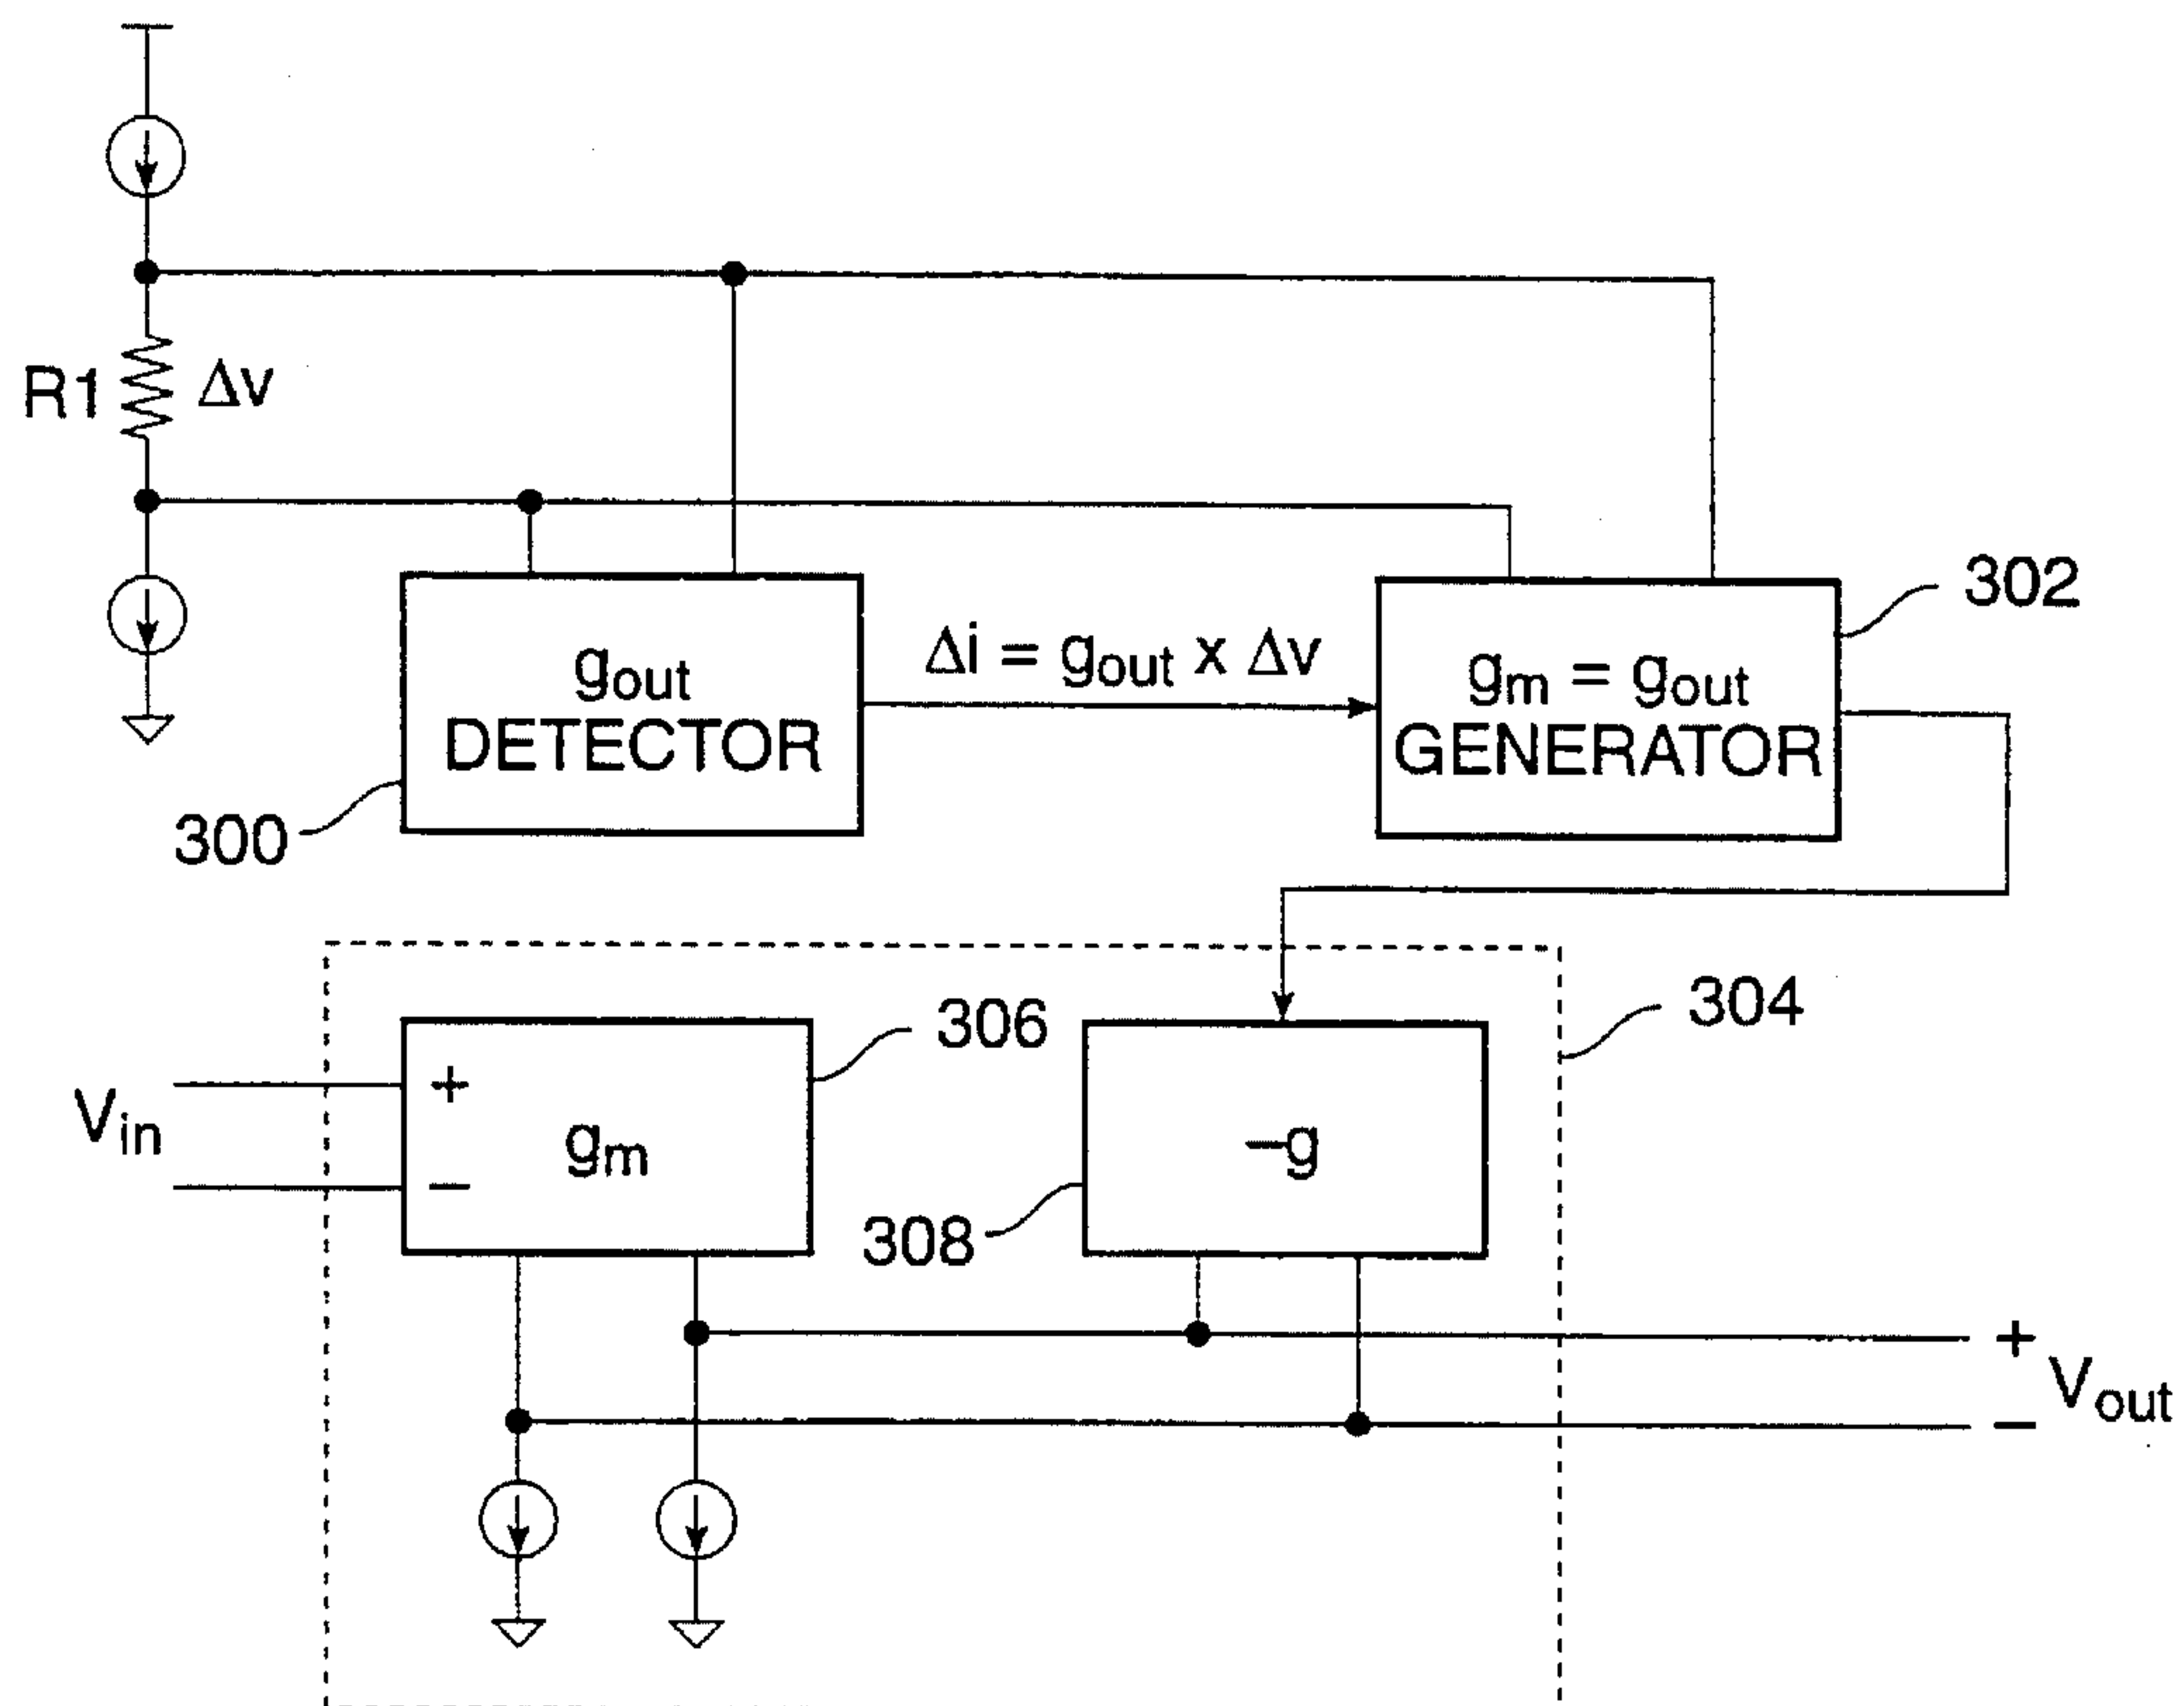 R1
Δv
g_out
DETECTOR
300
Δi = g_out x Δv
g_m = g_out
GENERATOR
302
304
V_in
+
−
g_m
306
−g
308
+
V_out
−